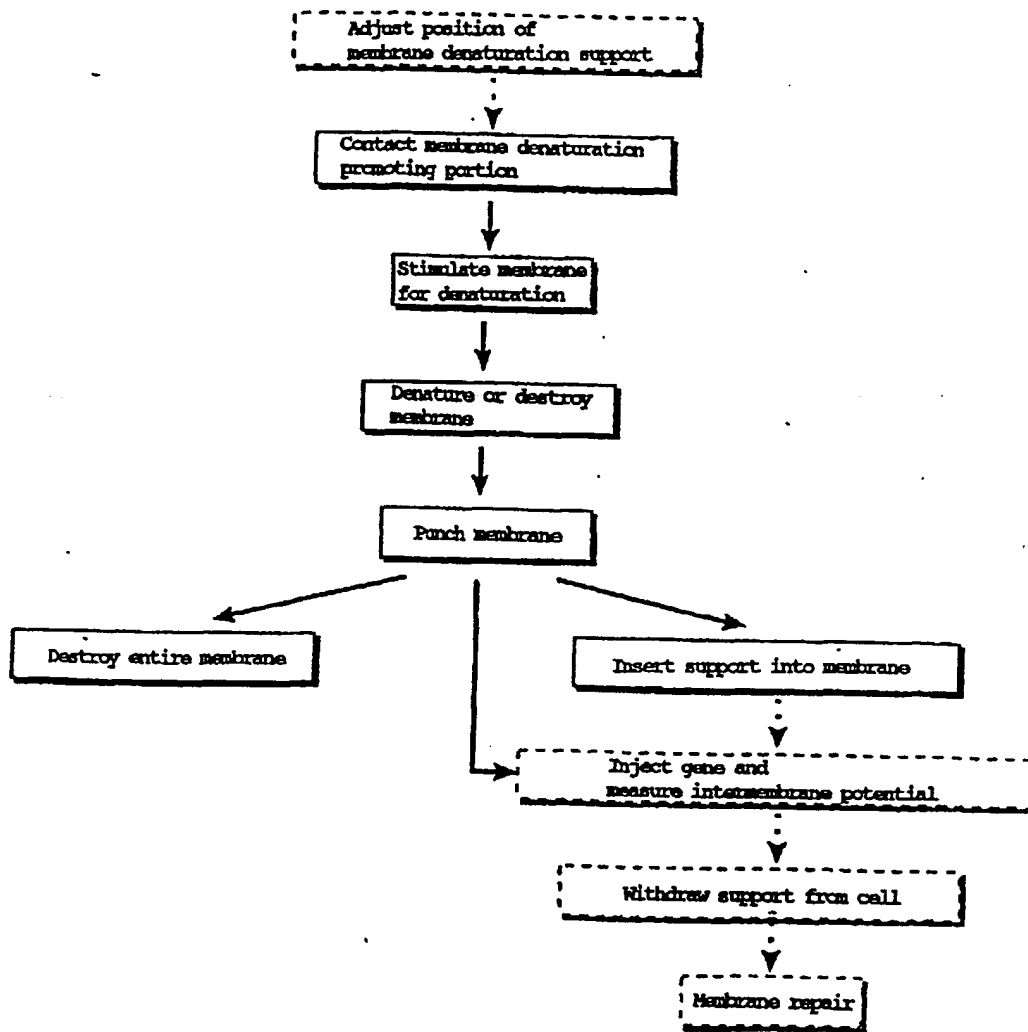 Adjust position of
membrane denaturation support
Contact membrane denaturation
promoting portion
Stimulate membrane
for denaturation
Denature or destroy
membrane
Punch membrane
Destroy entire membrane
Insert support into membrane
Inject gene and
measure intermembrane potential
Withdraw support from cell
Membrane repair